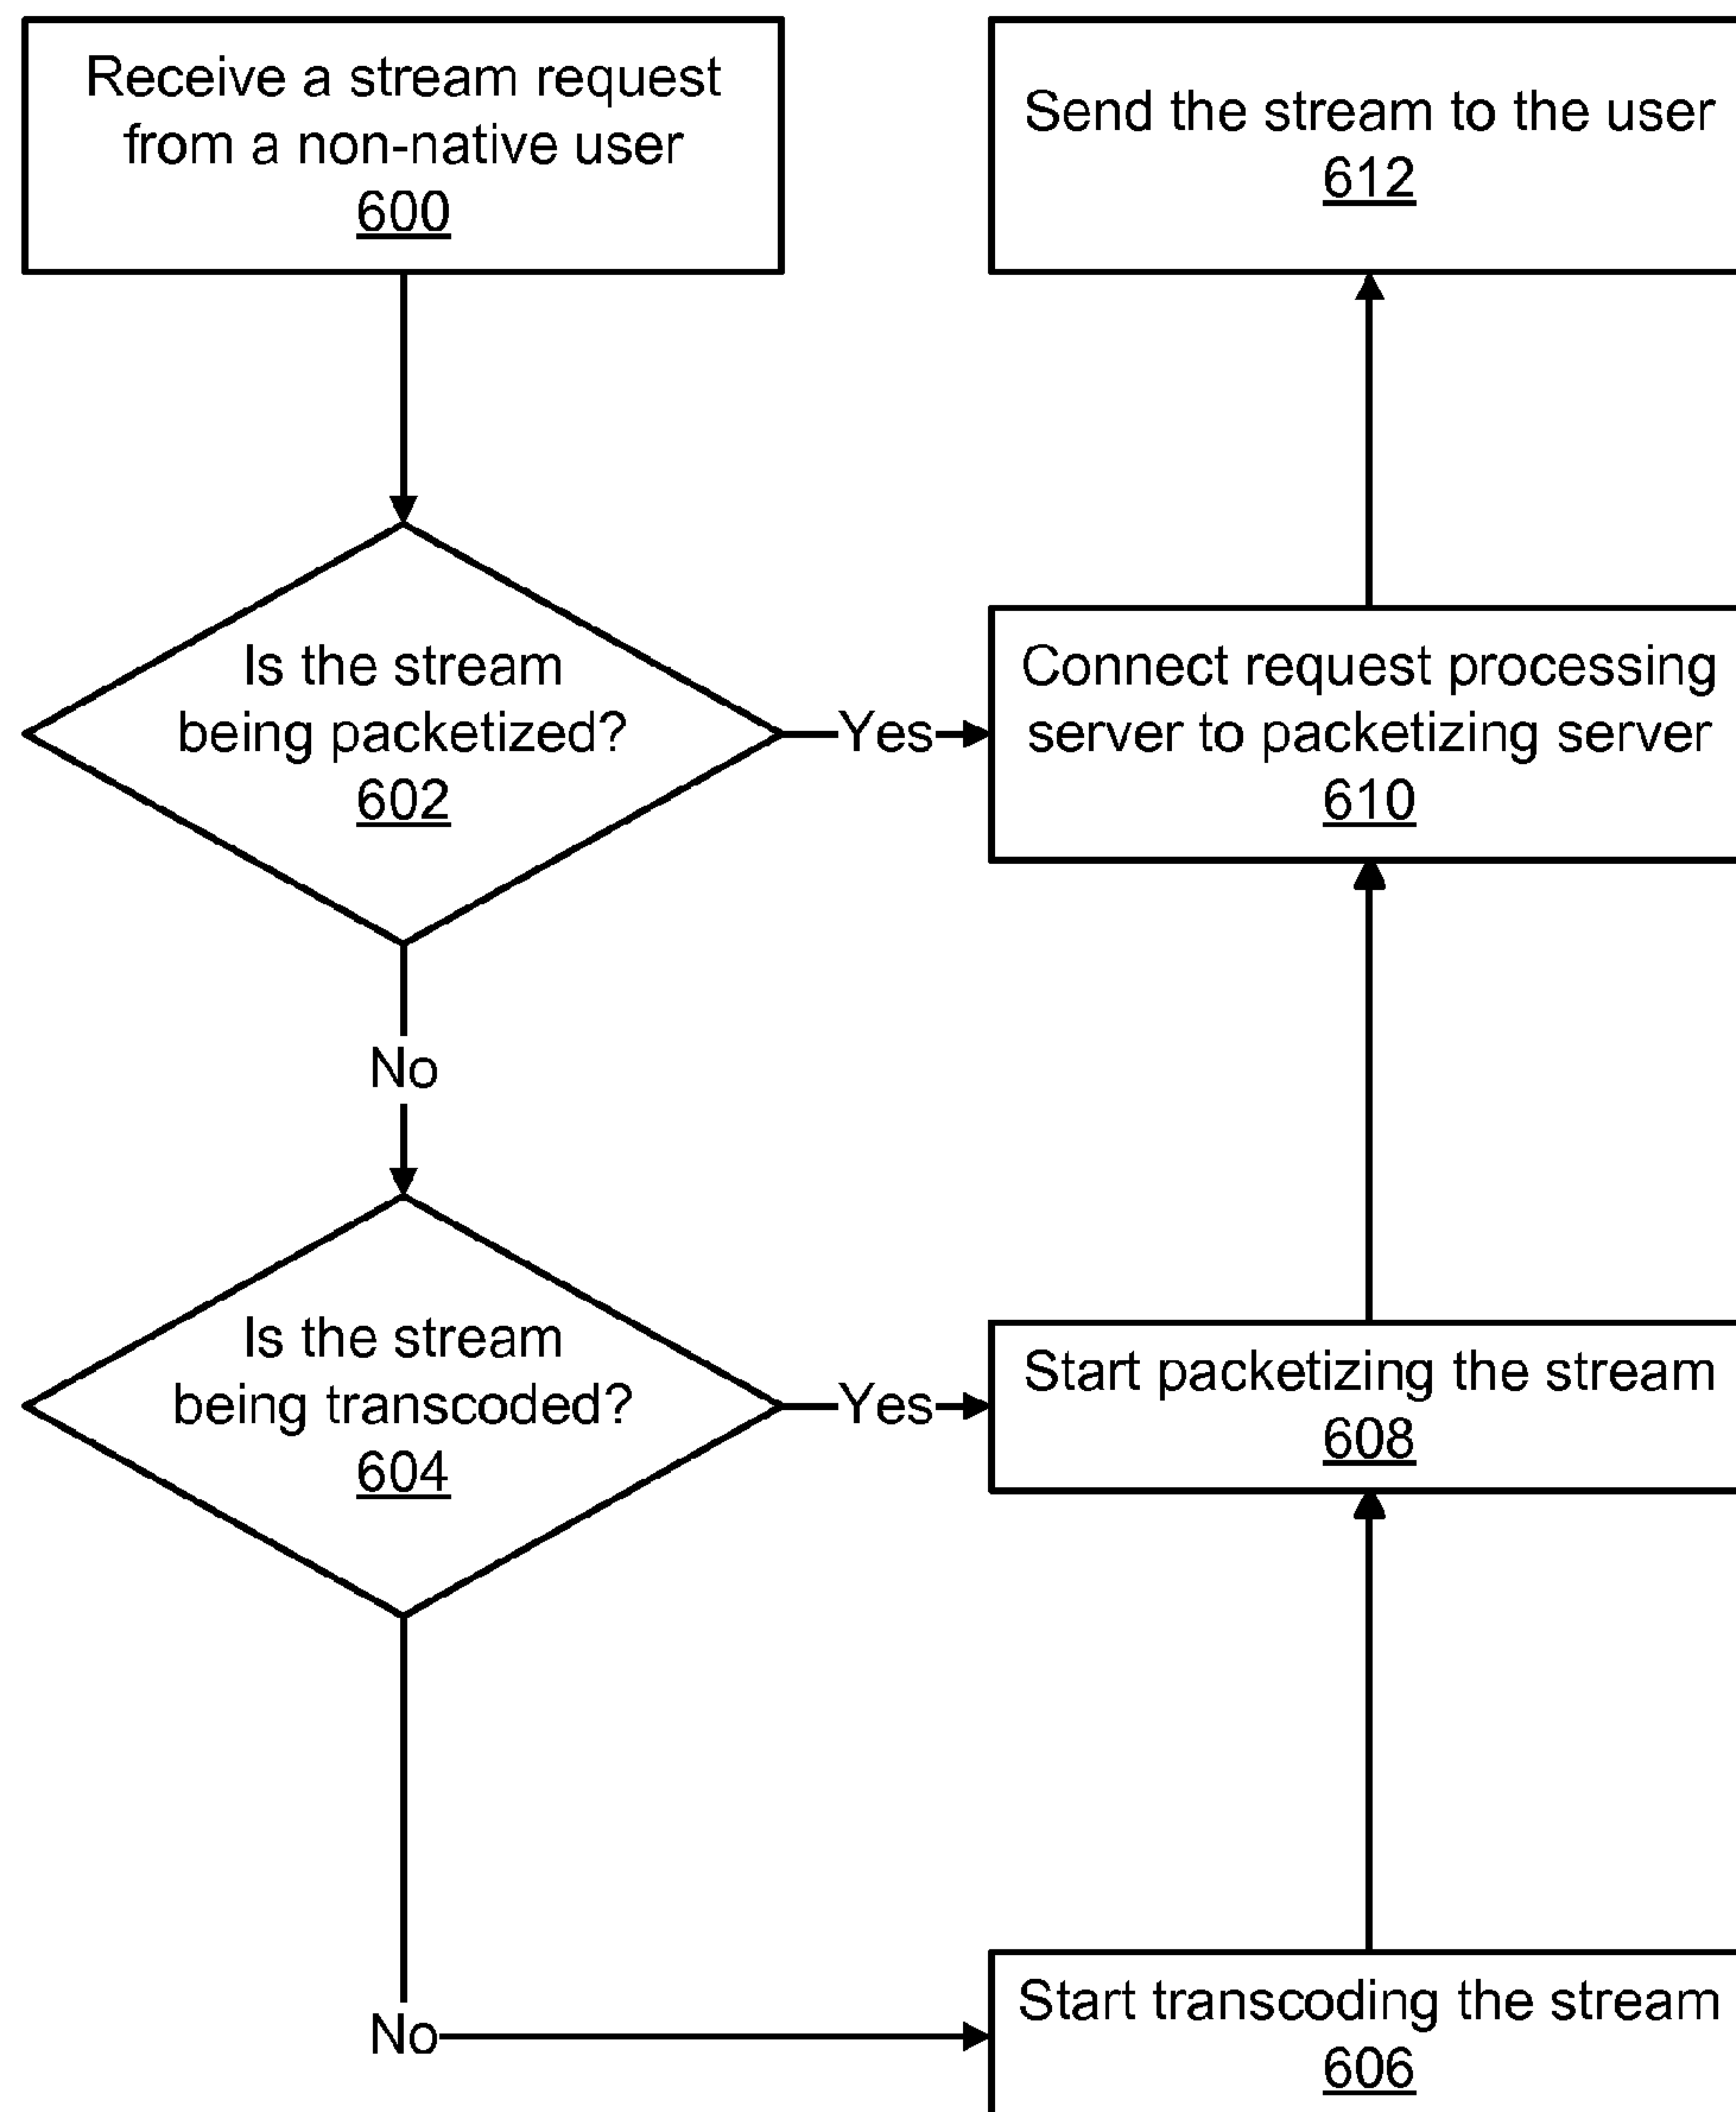 Receive a stream request
from a non-native user
600
Send the stream to the user
612
Is the stream
being packetized?
602
Yes
Connect request processing
server to packetizing server
610
No
Is the stream
being transcoded?
604
Yes
Start packetizing the stream
608
No
Start transcoding the stream
606